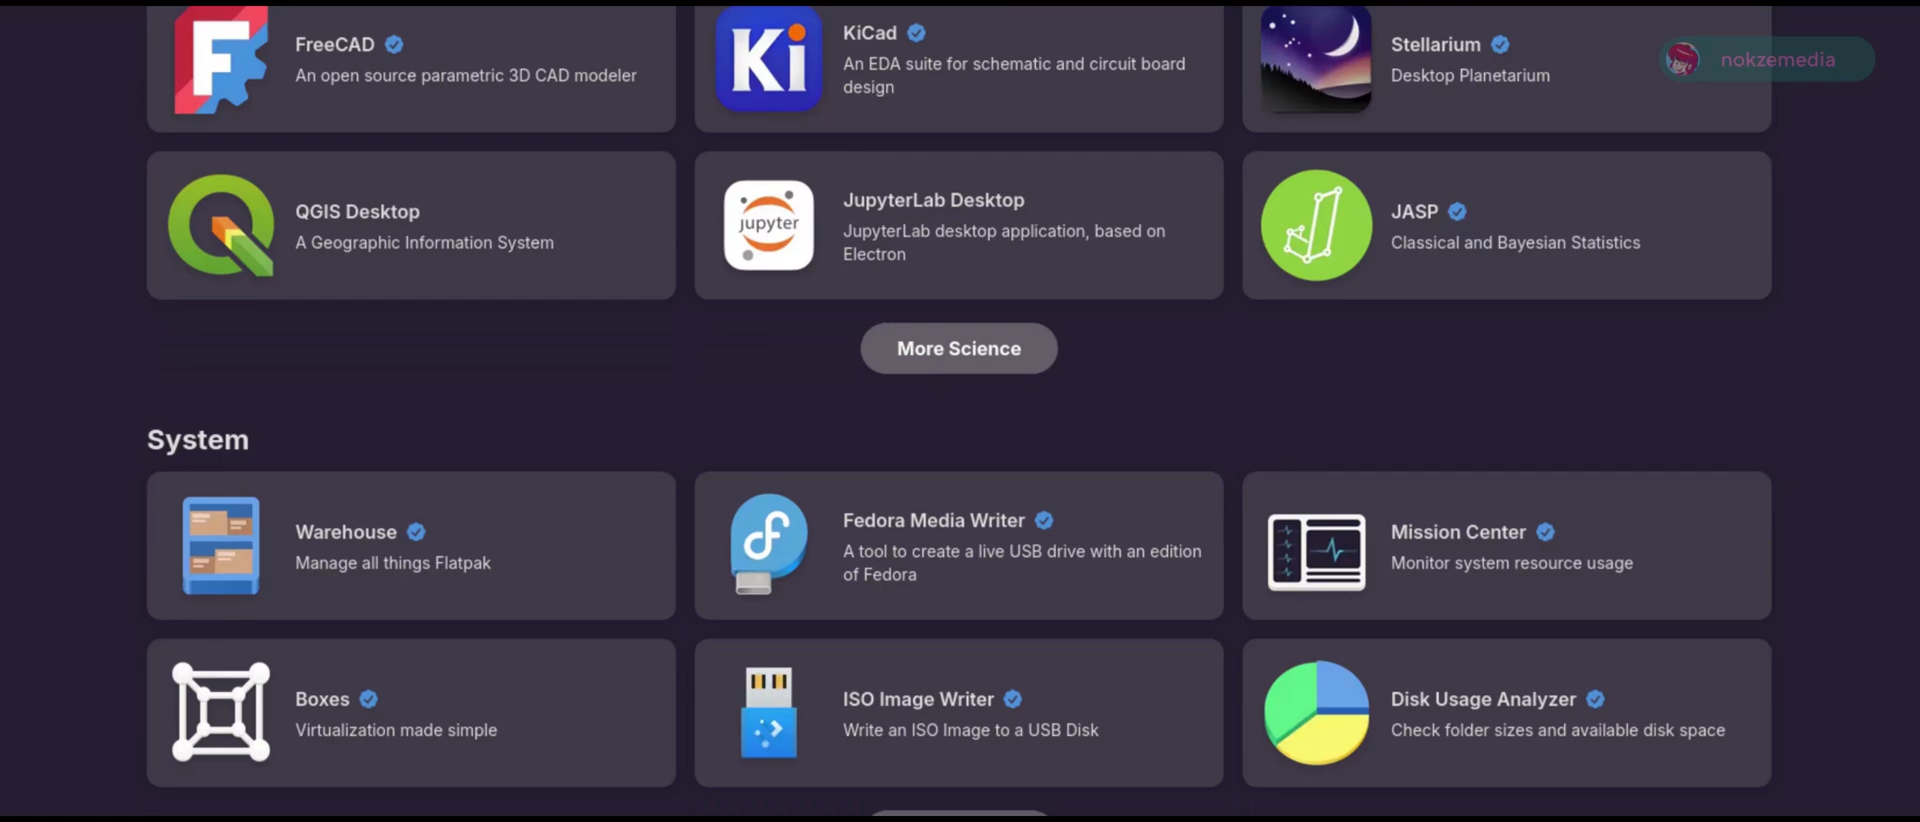 FreeCAD
An open source parametric 3D CAD modeler
Ki
KiCad
An EDA suite for schematic and circuit board
design
Stellarium
Desktop Planetarium
nokzemedia
QGIS Desktop
A Geographic Information System
jupyter
JupyterLab Desktop
JupyterLab desktop application, based on
Electron
JASP
Classical and Bayesian Statistics
More Science
System
Warehouse
Manage all things Flatpak
Fedora Media Writer
A tool to create a live USB drive with an edition
of Fedora
Mission Center
Monitor system resource usage
Boxes
Virtualization made simple
ISO Image Writer
Write an ISO Image to a USB Disk
Disk Usage Analyzer
Check folder sizes and available disk space